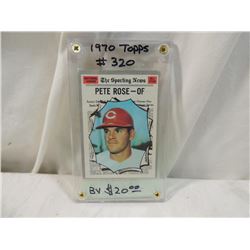 1970 TOPPS
# 320
The Sporting News
PETE ROSE—OF
BV $20.00